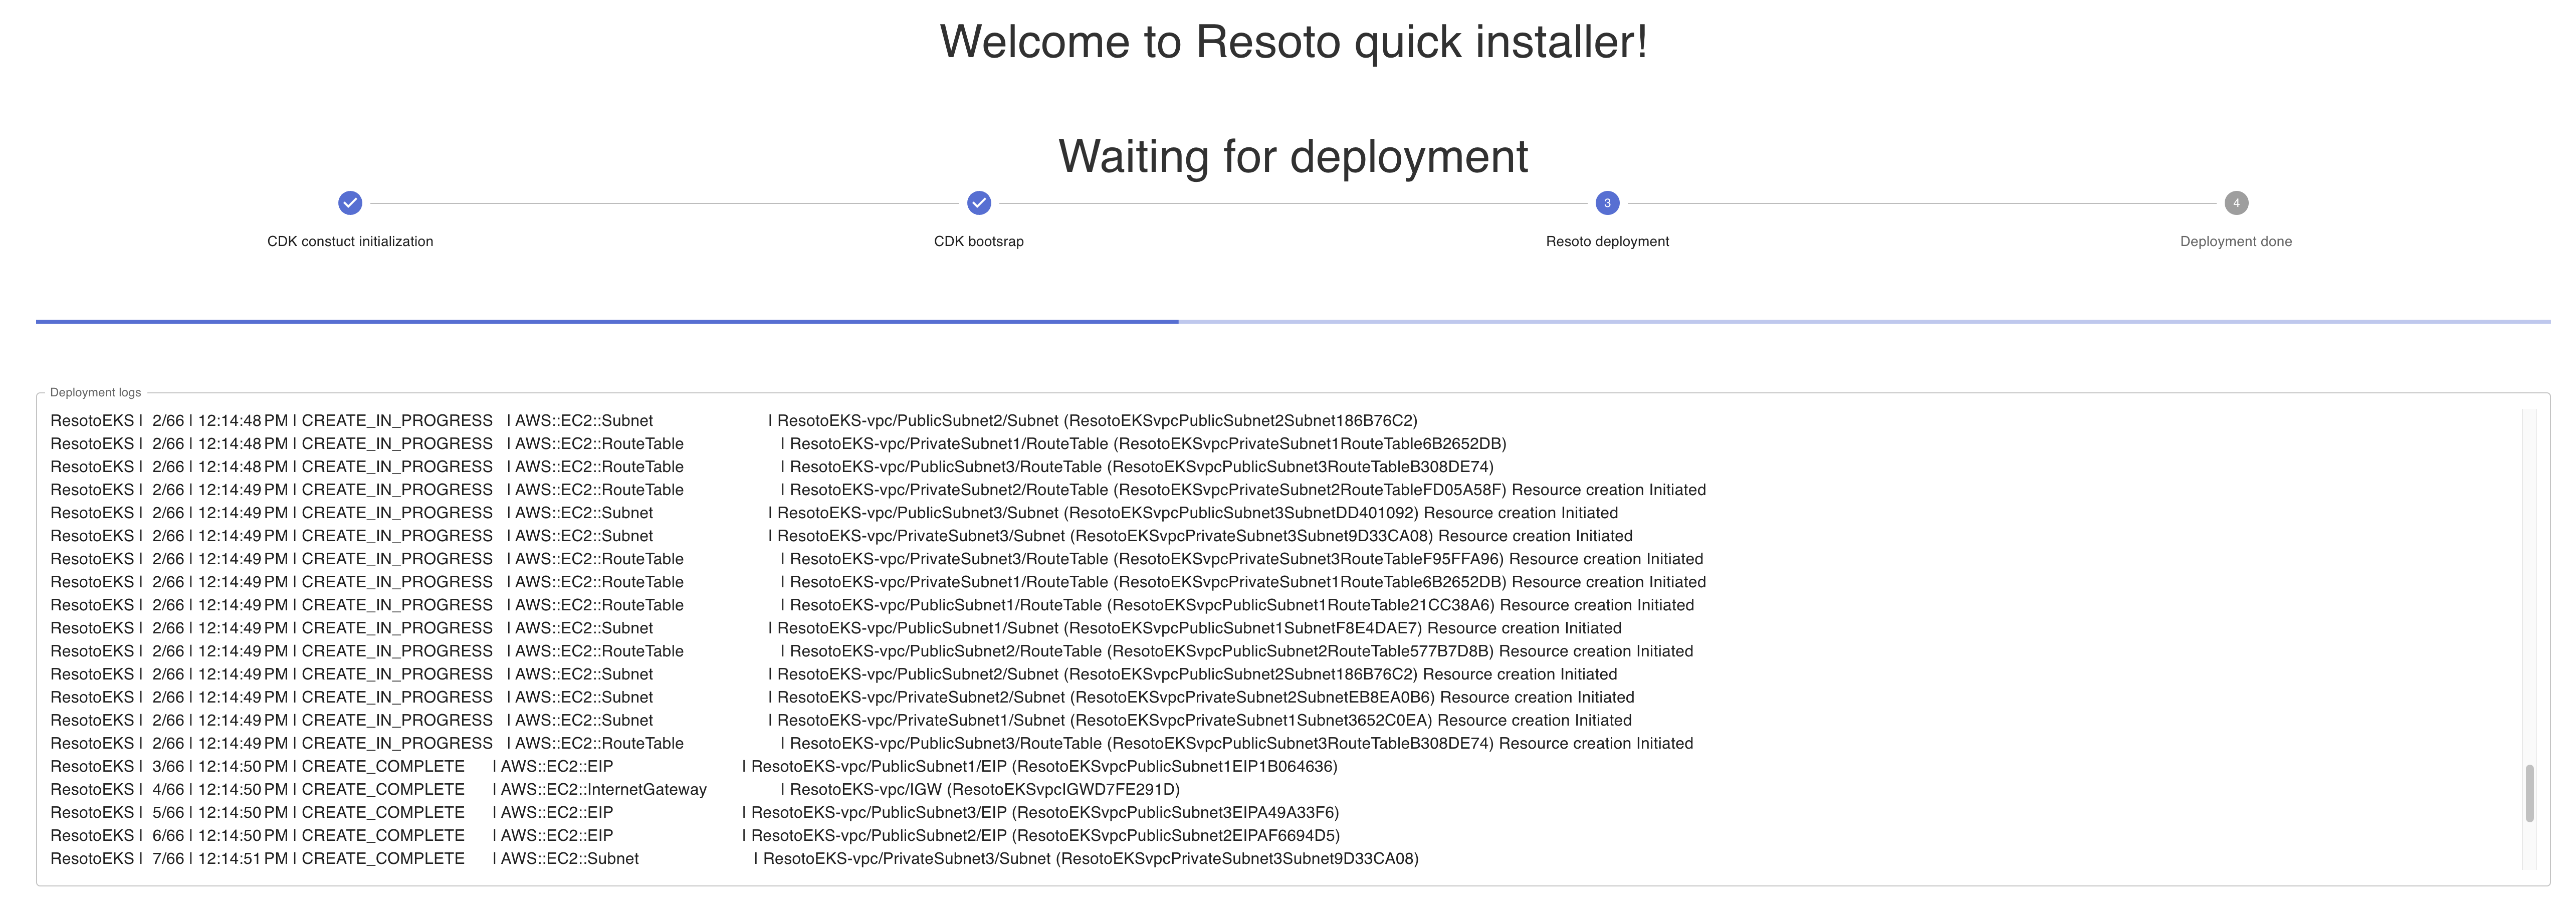 Welcome to Resoto quick installer!
Waiting for deployment
3
4
CDK constuct initialization
CDK bootsrap
Resoto deployment
Deployment done
Deployment logs
ResotoEKS | 2/66 | 12:14:48 PM | CREATE_IN_PROGRESS | AWS::EC2::Subnet | ResotoEKS-vpc/PublicSubnet2/Subnet (ResotoEKSvpcPublicSubnet2Subnet186B76C2)
ResotoEKS | 2/66 | 12:14:48 PM | CREATE_IN_PROGRESS | AWS::EC2::RouteTable | ResotoEKS-vpc/PrivateSubnet1/RouteTable (ResotoEKSvpcPrivateSubnet1RouteTable6B2652DB)
ResotoEKS | 2/66 | 12:14:48 PM | CREATE_IN_PROGRESS | AWS::EC2::RouteTable | ResotoEKS-vpc/PublicSubnet3/RouteTable (ResotoEKSvpcPublicSubnet3RouteTableB308DE74)
ResotoEKS | 2/66 | 12:14:49 PM | CREATE_IN_PROGRESS | AWS::EC2::RouteTable | ResotoEKS-vpc/PrivateSubnet2/RouteTable (ResotoEKSvpcPrivateSubnet2RouteTableFD05A58F) Resource creation Initiated
ResotoEKS | 2/66 | 12:14:49 PM | CREATE_IN_PROGRESS | AWS::EC2::Subnet | ResotoEKS-vpc/PublicSubnet3/Subnet (ResotoEKSvpcPublicSubnet3SubnetDD401092) Resource creation Initiated
ResotoEKS | 2/66 | 12:14:49 PM | CREATE_IN_PROGRESS | AWS::EC2::Subnet | ResotoEKS-vpc/PrivateSubnet3/Subnet (ResotoEKSvpcPrivateSubnet3Subnet9D33CA08) Resource creation Initiated
ResotoEKS | 2/66 | 12:14:49 PM | CREATE_IN_PROGRESS | AWS::EC2::RouteTable | ResotoEKS-vpc/PrivateSubnet3/RouteTable (ResotoEKSvpcPrivateSubnet3RouteTableF95FFA96) Resource creation Initiated
ResotoEKS | 2/66 | 12:14:49 PM | CREATE_IN_PROGRESS | AWS::EC2::RouteTable | ResotoEKS-vpc/PrivateSubnet1/RouteTable (ResotoEKSvpcPrivateSubnet1RouteTable6B2652DB) Resource creation Initiated
ResotoEKS | 2/66 | 12:14:49 PM | CREATE_IN_PROGRESS | AWS::EC2::RouteTable | ResotoEKS-vpc/PublicSubnet1/RouteTable (ResotoEKSvpcPublicSubnet1RouteTable21CC38A6) Resource creation Initiated
ResotoEKS | 2/66 | 12:14:49 PM | CREATE_IN_PROGRESS | AWS::EC2::Subnet | ResotoEKS-vpc/PublicSubnet1/Subnet (ResotoEKSvpcPublicSubnet1SubnetF8E4DAE7) Resource creation Initiated
ResotoEKS | 2/66 | 12:14:49 PM | CREATE_IN_PROGRESS | AWS::EC2::RouteTable | ResotoEKS-vpc/PublicSubnet2/RouteTable (ResotoEKSvpcPublicSubnet2RouteTable577B7D8B) Resource creation Initiated
ResotoEKS | 2/66 | 12:14:49 PM | CREATE_IN_PROGRESS | AWS::EC2::Subnet | ResotoEKS-vpc/PublicSubnet2/Subnet (ResotoEKSvpcPublicSubnet2Subnet186B76C2) Resource creation Initiated
ResotoEKS | 2/66 | 12:14:49 PM | CREATE_IN_PROGRESS | AWS::EC2::Subnet | ResotoEKS-vpc/PrivateSubnet2/Subnet (ResotoEKSvpcPrivateSubnet2SubnetEB8EA0B6) Resource creation Initiated
ResotoEKS | 2/66 | 12:14:49 PM | CREATE_IN_PROGRESS | AWS::EC2::Subnet | ResotoEKS-vpc/PrivateSubnet1/Subnet (ResotoEKSvpcPrivateSubnet1Subnet3652C0EA) Resource creation Initiated
ResotoEKS | 2/66 | 12:14:49 PM | CREATE_IN_PROGRESS | AWS::EC2::RouteTable | ResotoEKS-vpc/PublicSubnet3/RouteTable (ResotoEKSvpcPublicSubnet3RouteTableB308DE74) Resource creation Initiated
ResotoEKS | 3/66 | 12:14:50 PM | CREATE_COMPLETE | AWS::EC2::EIP | ResotoEKS-vpc/PublicSubnet1/EIP (ResotoEKSvpcPublicSubnet1EIP1B064636)
ResotoEKS | 4/66 | 12:14:50 PM | CREATE_COMPLETE | AWS::EC2::InternetGateway | ResotoEKS-vpc/IGW (ResotoEKSvpcIGWD7FE291D)
ResotoEKS | 5/66 | 12:14:50 PM | CREATE_COMPLETE | AWS::EC2::EIP | ResotoEKS-vpc/PublicSubnet3/EIP (ResotoEKSvpcPublicSubnet3EIPA49A33F6)
ResotoEKS | 6/66 | 12:14:50 PM | CREATE_COMPLETE | AWS::EC2::EIP | ResotoEKS-vpc/PublicSubnet2/EIP (ResotoEKSvpcPublicSubnet2EIPAF6694D5)
ResotoEKS | 7/66 | 12:14:51 PM | CREATE_COMPLETE | AWS::EC2::Subnet | ResotoEKS-vpc/PrivateSubnet3/Subnet (ResotoEKSvpcPrivateSubnet3Subnet9D33CA08)